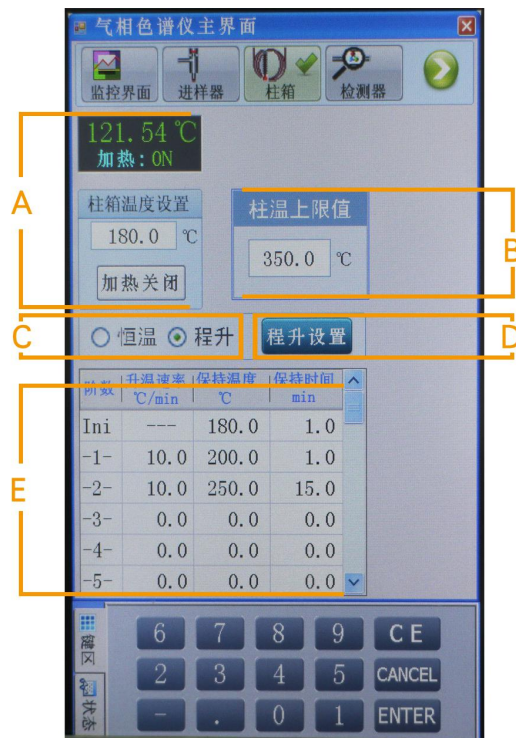 气相色谱仪主界面
监控界面 进样器 柱箱 检测器
A
121.54 ℃
加热:ON
柱箱温度设置
180.0 ℃
加热关闭
柱温上限值
350.0 ℃
B
C
恒温 程升
程升设置
D
E
阶数 升温速率 ℃/min 保持温度 ℃ 保持时间 min
Ini --- 180.0 1.0
-1- 10.0 200.0 1.0
-2- 10.0 250.0 15.0
-3- 0.0 0.0 0.0
-4- 0.0 0.0 0.0
-5- 0.0 0.0 0.0
键区
状态
6 7 8 9 CE
2 3 4 5 CANCEL
- . 0 1 ENTER